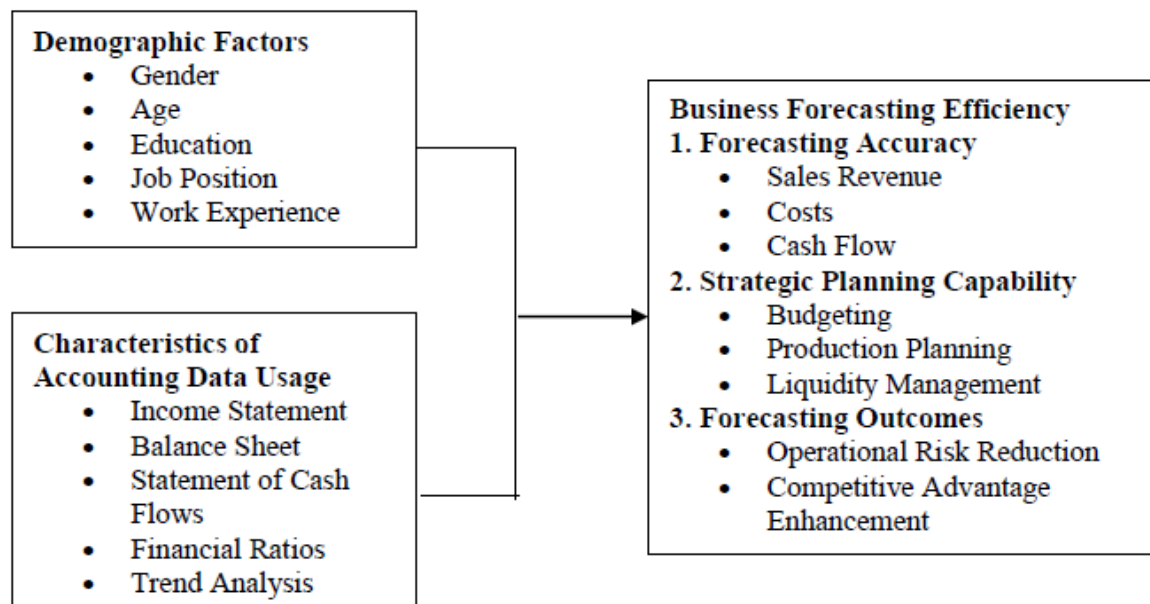 Demographic Factors
• Gender
• Age
• Education
• Job Position
• Work Experience
Characteristics of
Accounting Data Usage
• Income Statement
• Balance Sheet
• Statement of Cash
Flows
• Financial Ratios
• Trend Analysis
Business Forecasting Efficiency
1. Forecasting Accuracy
• Sales Revenue
• Costs
• Cash Flow
2. Strategic Planning Capability
• Budgeting
• Production Planning
• Liquidity Management
3. Forecasting Outcomes
• Operational Risk Reduction
• Competitive Advantage
Enhancement